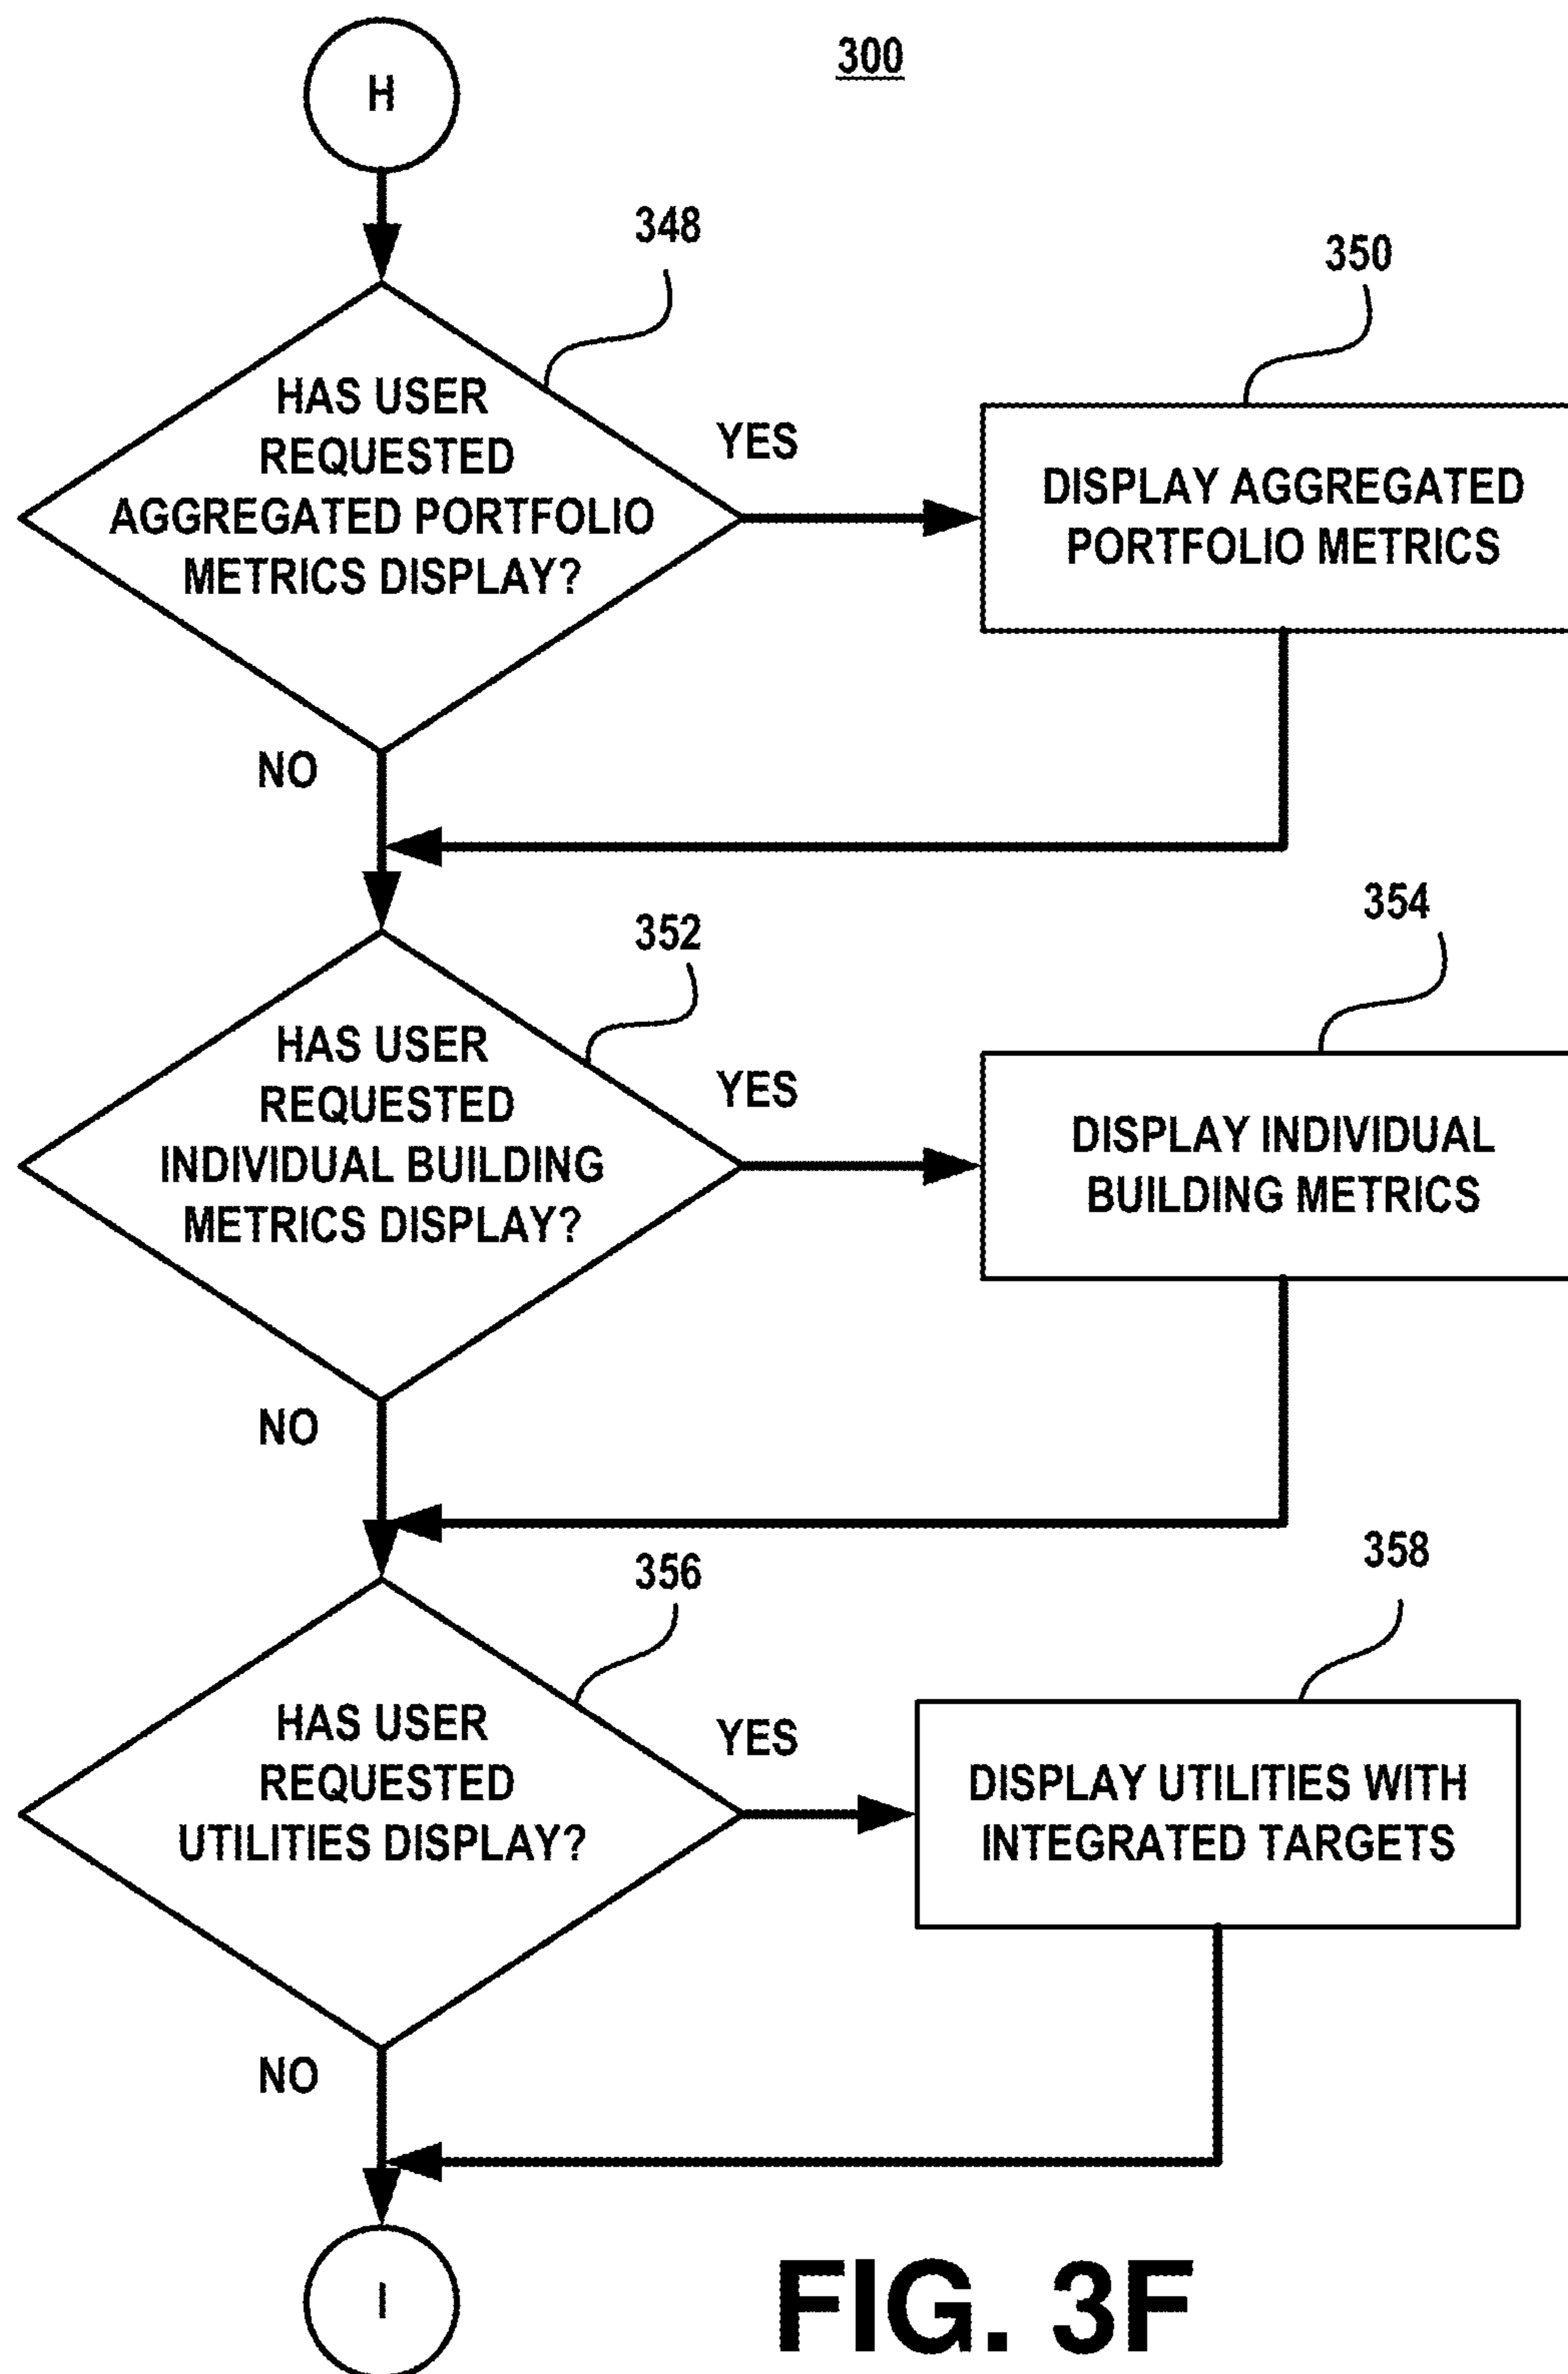 300
H
348
350
HAS USER
REQUESTED
AGGREGATED PORTFOLIO
METRICS DISPLAY?
YES
DISPLAY AGGREGATED
PORTFOLIO METRICS
NO
352
354
HAS USER
REQUESTED
INDIVIDUAL BUILDING
METRICS DISPLAY?
YES
DISPLAY INDIVIDUAL
BUILDING METRICS
NO
356
358
HAS USER
REQUESTED
UTILITIES DISPLAY?
YES
DISPLAY UTILITIES WITH
INTEGRATED TARGETS
NO
I
FIG. 3F